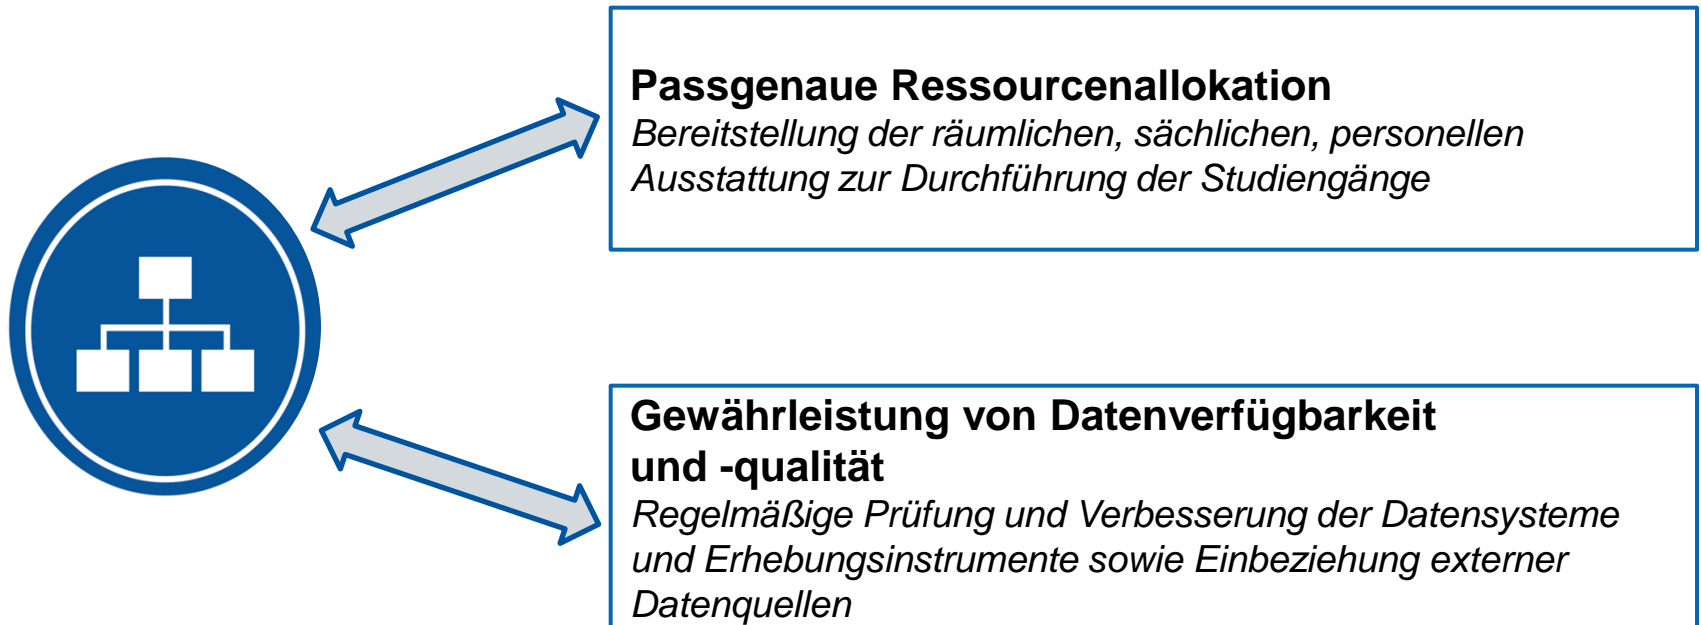 Passgenaue Ressourcenallokation
Bereitstellung der räumlichen, sächlichen, personellen
Ausstattung zur Durchführung der Studiengänge
Gewährleistung von Datenverfügbarkeit
und -qualität
Regelmäßige Prüfung und Verbesserung der Datensysteme
und Erhebungsinstrumente sowie Einbeziehung externer
Datenquellen